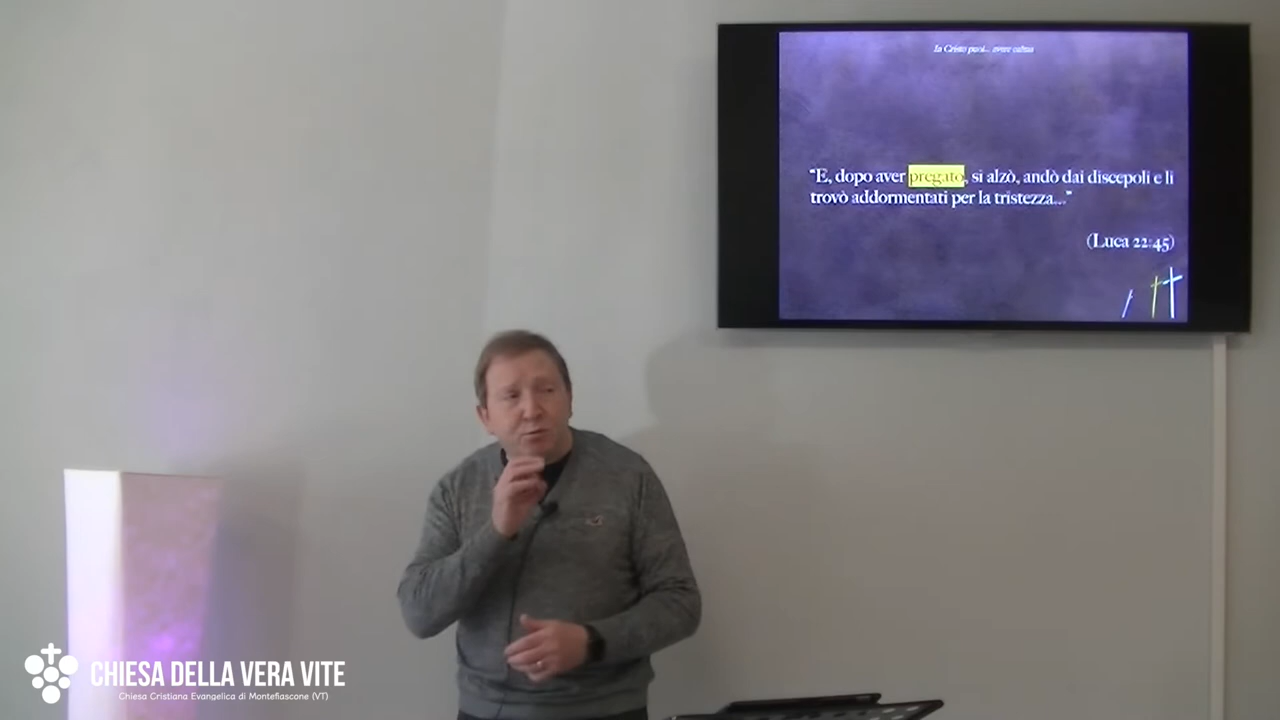 In Cristo puoi... avere calma
"E, dopo aver pregato, si alzò, andò dai discepoli e li
trovò addormentati per la tristezza..."
(Luca 22:45)
CHIESA DELLA VERA VITE
Chiesa Cristiana Evangelica di Montefiascone (VT)